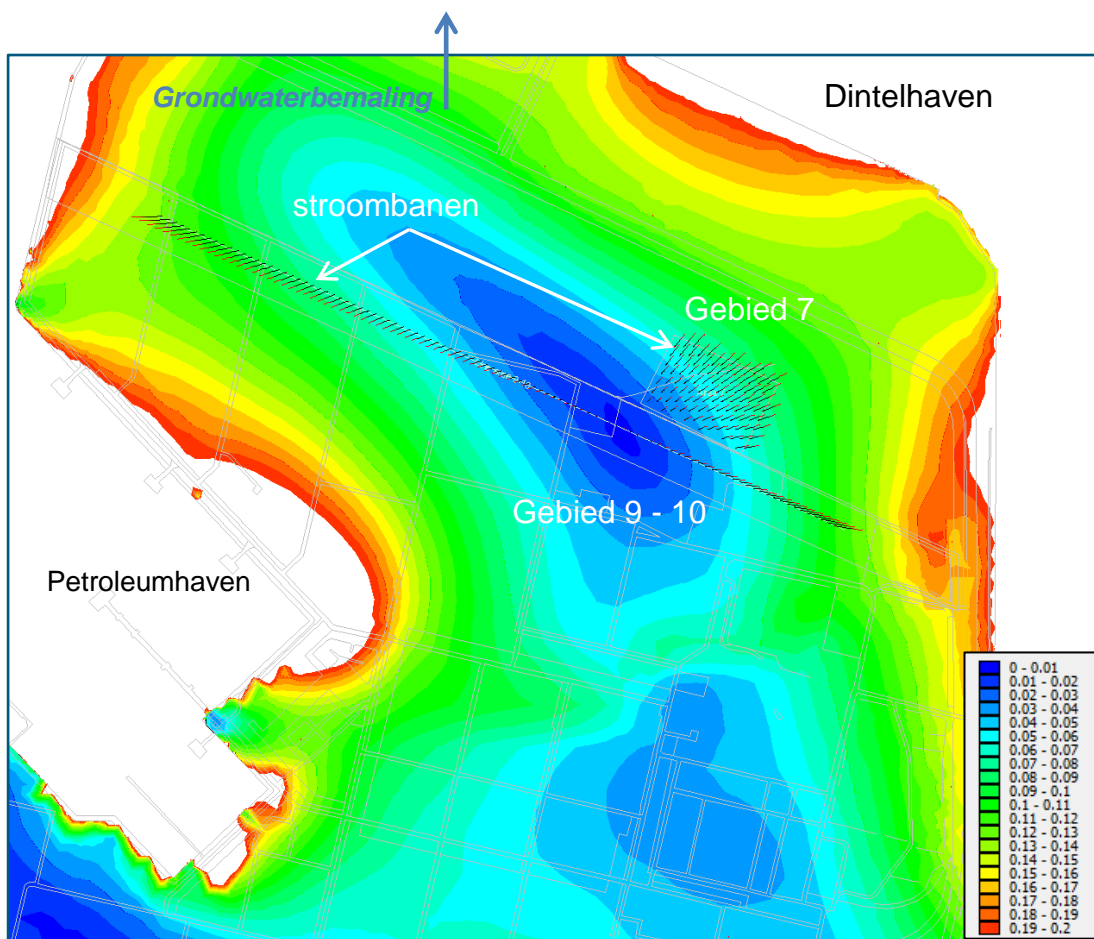 Grondwaterbemaling
Dintelhaven
stroombanen
Gebied 7
Gebied 9 - 10
Petroleumhaven
0 - 0.01
0.01 - 0.02
0.02 - 0.03
0.03 - 0.04
0.04 - 0.05
0.05 - 0.06
0.06 - 0.07
0.07 - 0.08
0.08 - 0.09
0.09 - 0.1
0.1 - 0.11
0.11 - 0.12
0.12 - 0.13
0.13 - 0.14
0.14 - 0.15
0.15 - 0.16
0.16 - 0.17
0.17 - 0.18
0.18 - 0.19
0.19 - 0.2